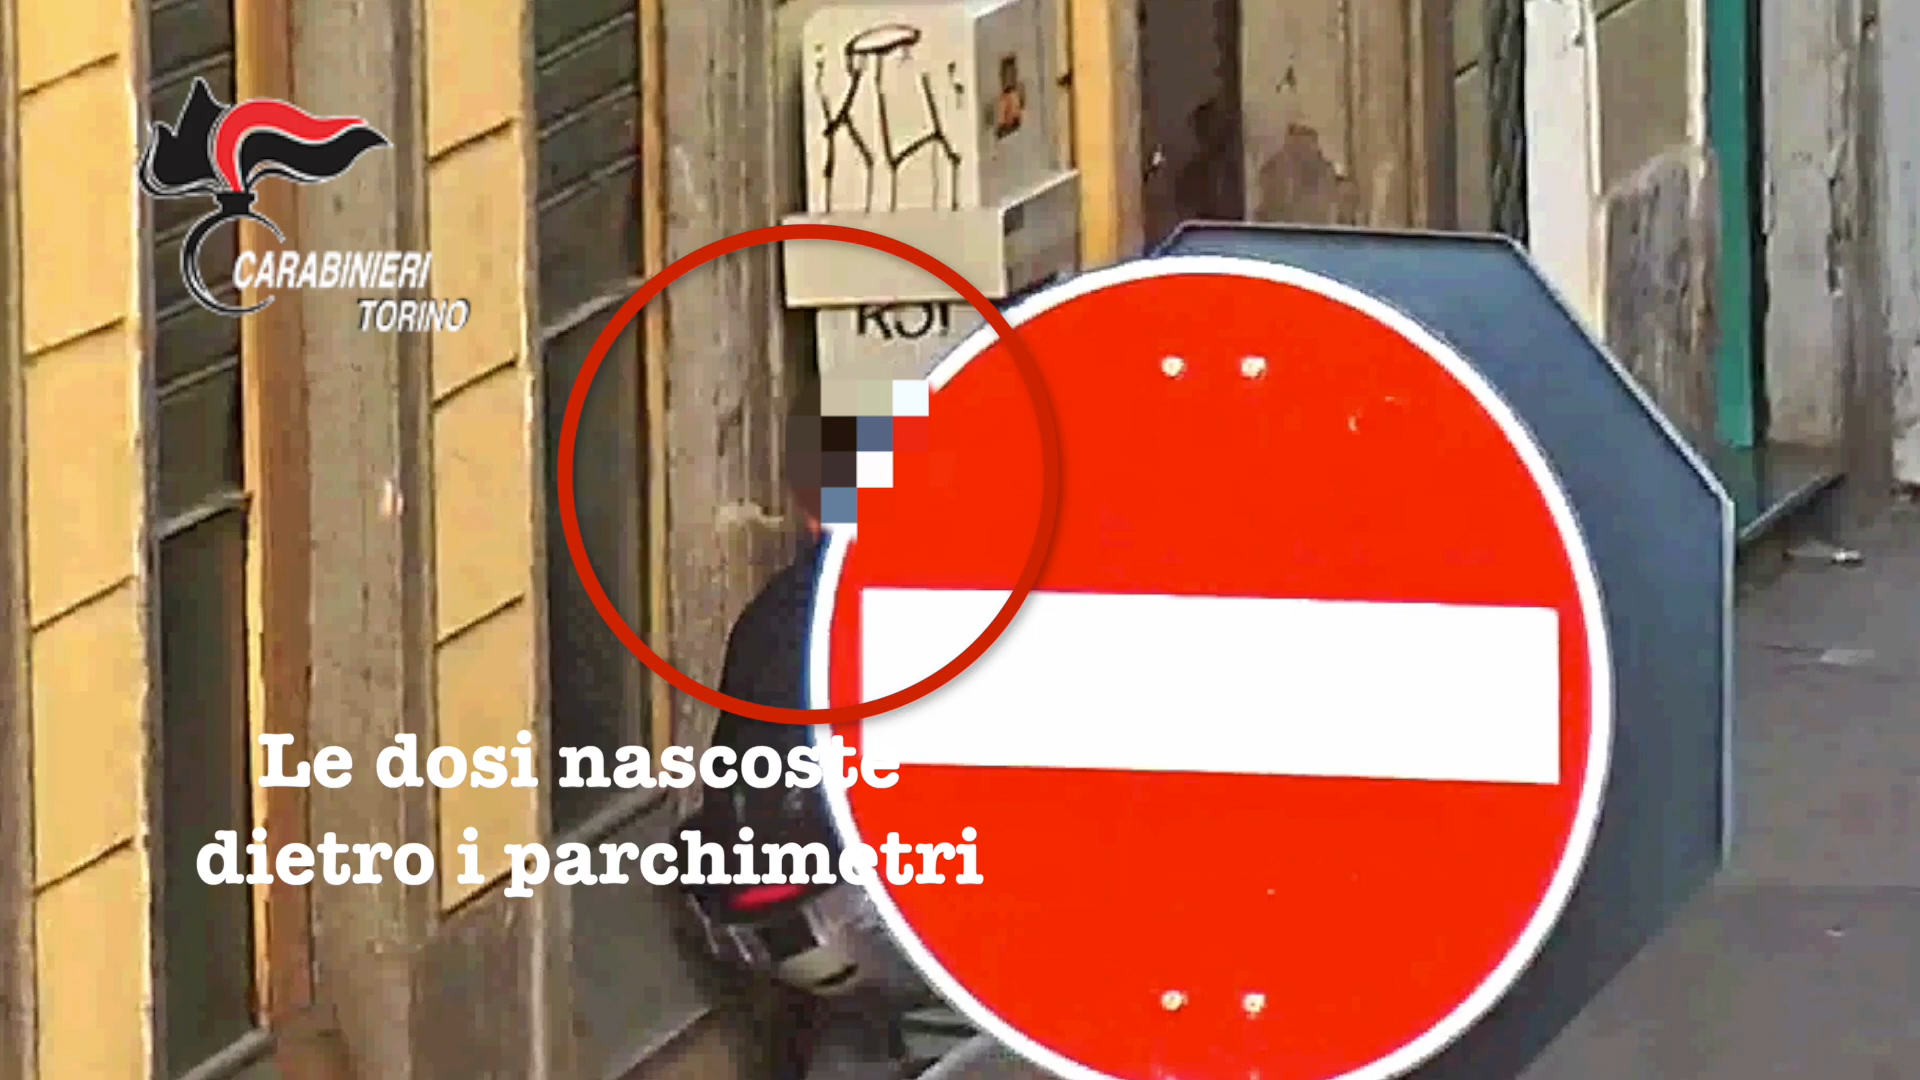 CARABINIERI
TORINO
Le dosi nascoste
dietro i parchimetri